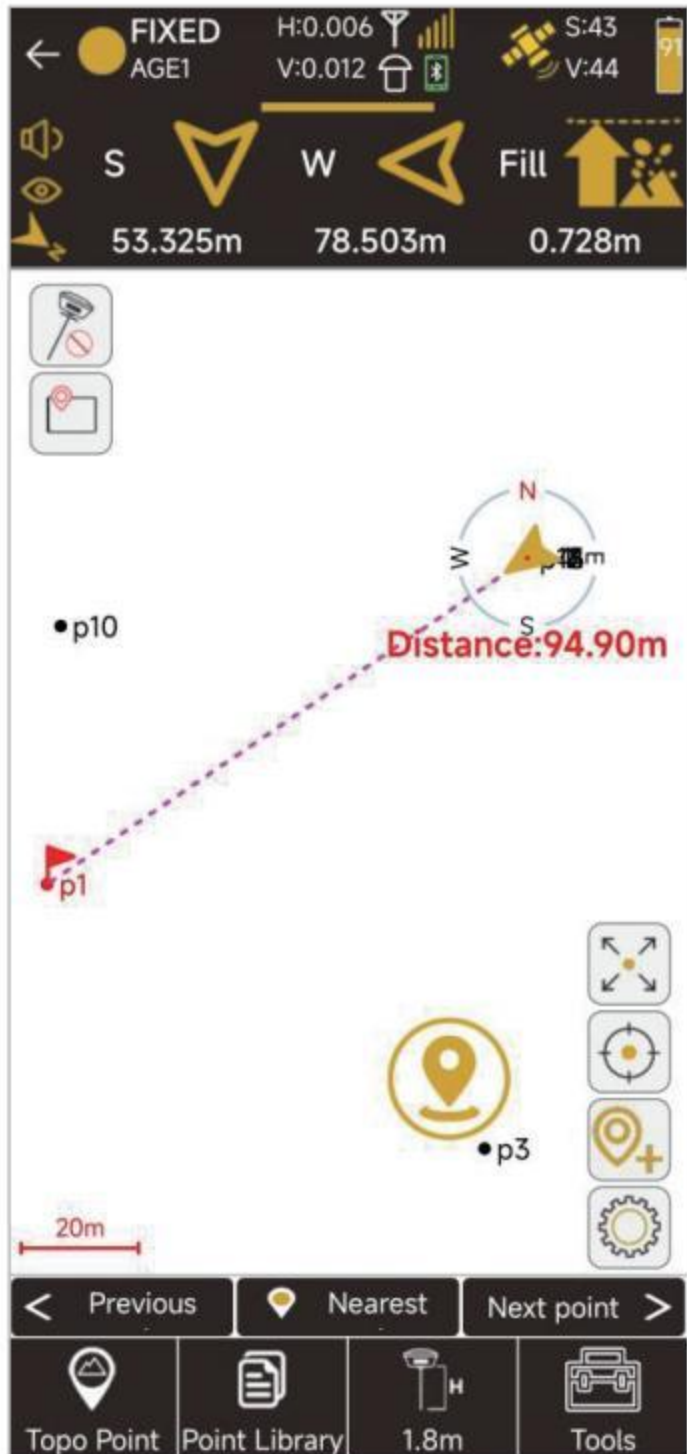 FIXED
AGE1
H:0.006
V:0.012
S:43
V:44
91
S
W
Fill
53.325m
78.503m
0.728m
N
W
E
S
p10
Distance:94.90m
p1
p3
20m
< Previous
Nearest
Next point >
H
Topo Point
Point Library
1.8m
Tools